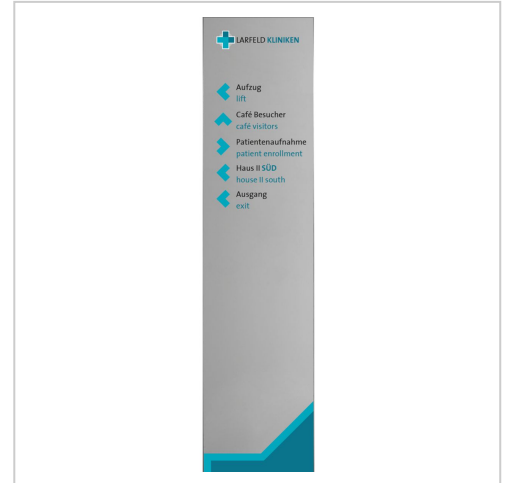 LARFELD KLINIKEN
Aufzug
lift
Café Besucher
café visitors
Patientenaufnahme
patient enrollment
Haus II SÜD
house II south
Ausgang
exit